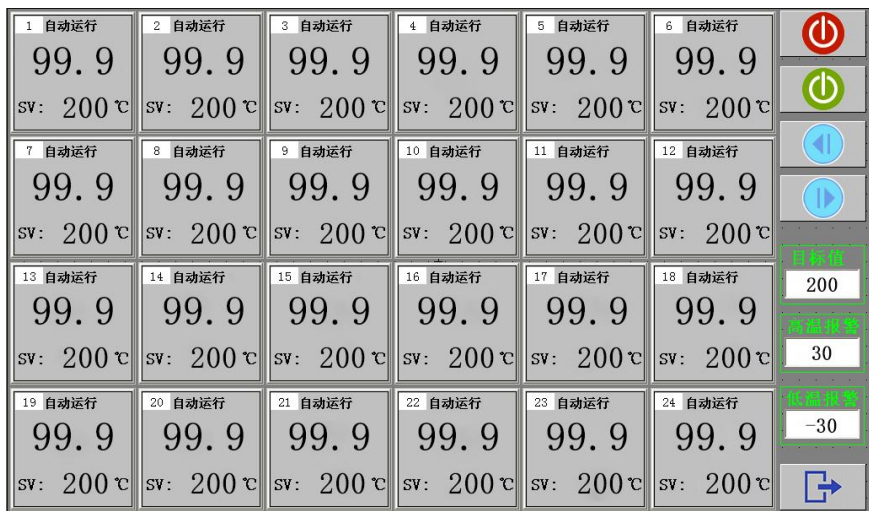 1 自动运行
99.9
SV: 200 ℃
2 自动运行
99.9
SV: 200 ℃
3 自动运行
99.9
SV: 200 ℃
4 自动运行
99.9
SV: 200 ℃
5 自动运行
99.9
SV: 200 ℃
6 自动运行
99.9
SV: 200 ℃
7 自动运行
99.9
SV: 200 ℃
8 自动运行
99.9
SV: 200 ℃
9 自动运行
99.9
SV: 200 ℃
10 自动运行
99.9
SV: 200 ℃
11 自动运行
99.9
SV: 200 ℃
12 自动运行
99.9
SV: 200 ℃
13 自动运行
99.9
SV: 200 ℃
14 自动运行
99.9
SV: 200 ℃
15 自动运行
99.9
SV: 200 ℃
16 自动运行
99.9
SV: 200 ℃
17 自动运行
99.9
SV: 200 ℃
18 自动运行
99.9
SV: 200 ℃
19 自动运行
99.9
SV: 200 ℃
20 自动运行
99.9
SV: 200 ℃
21 自动运行
99.9
SV: 200 ℃
22 自动运行
99.9
SV: 200 ℃
23 自动运行
99.9
SV: 200 ℃
24 自动运行
99.9
SV: 200 ℃
目标值
200
高温报警
30
低温报警
-30